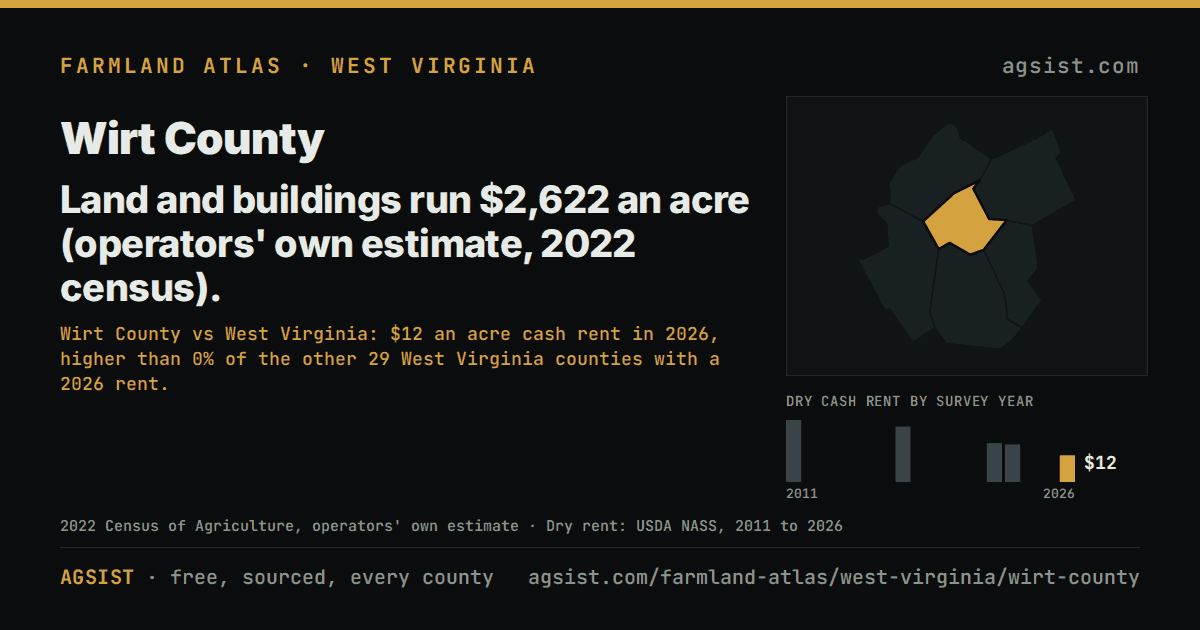 FARMLAND ATLAS · WEST VIRGINIA
agsist.com
Wirt County
Land and buildings run $2,622 an acre
(operators' own estimate, 2022
census).
Wirt County vs West Virginia: $12 an acre cash rent in 2026,
higher than 0% of the other 29 West Virginia counties with a
2026 rent.
DRY CASH RENT BY SURVEY YEAR
$12
2011
2026
2022 Census of Agriculture, operators' own estimate · Dry rent: USDA NASS, 2011 to 2026
AGSIST · free, sourced, every county
agsist.com/farmland-atlas/west-virginia/wirt-county